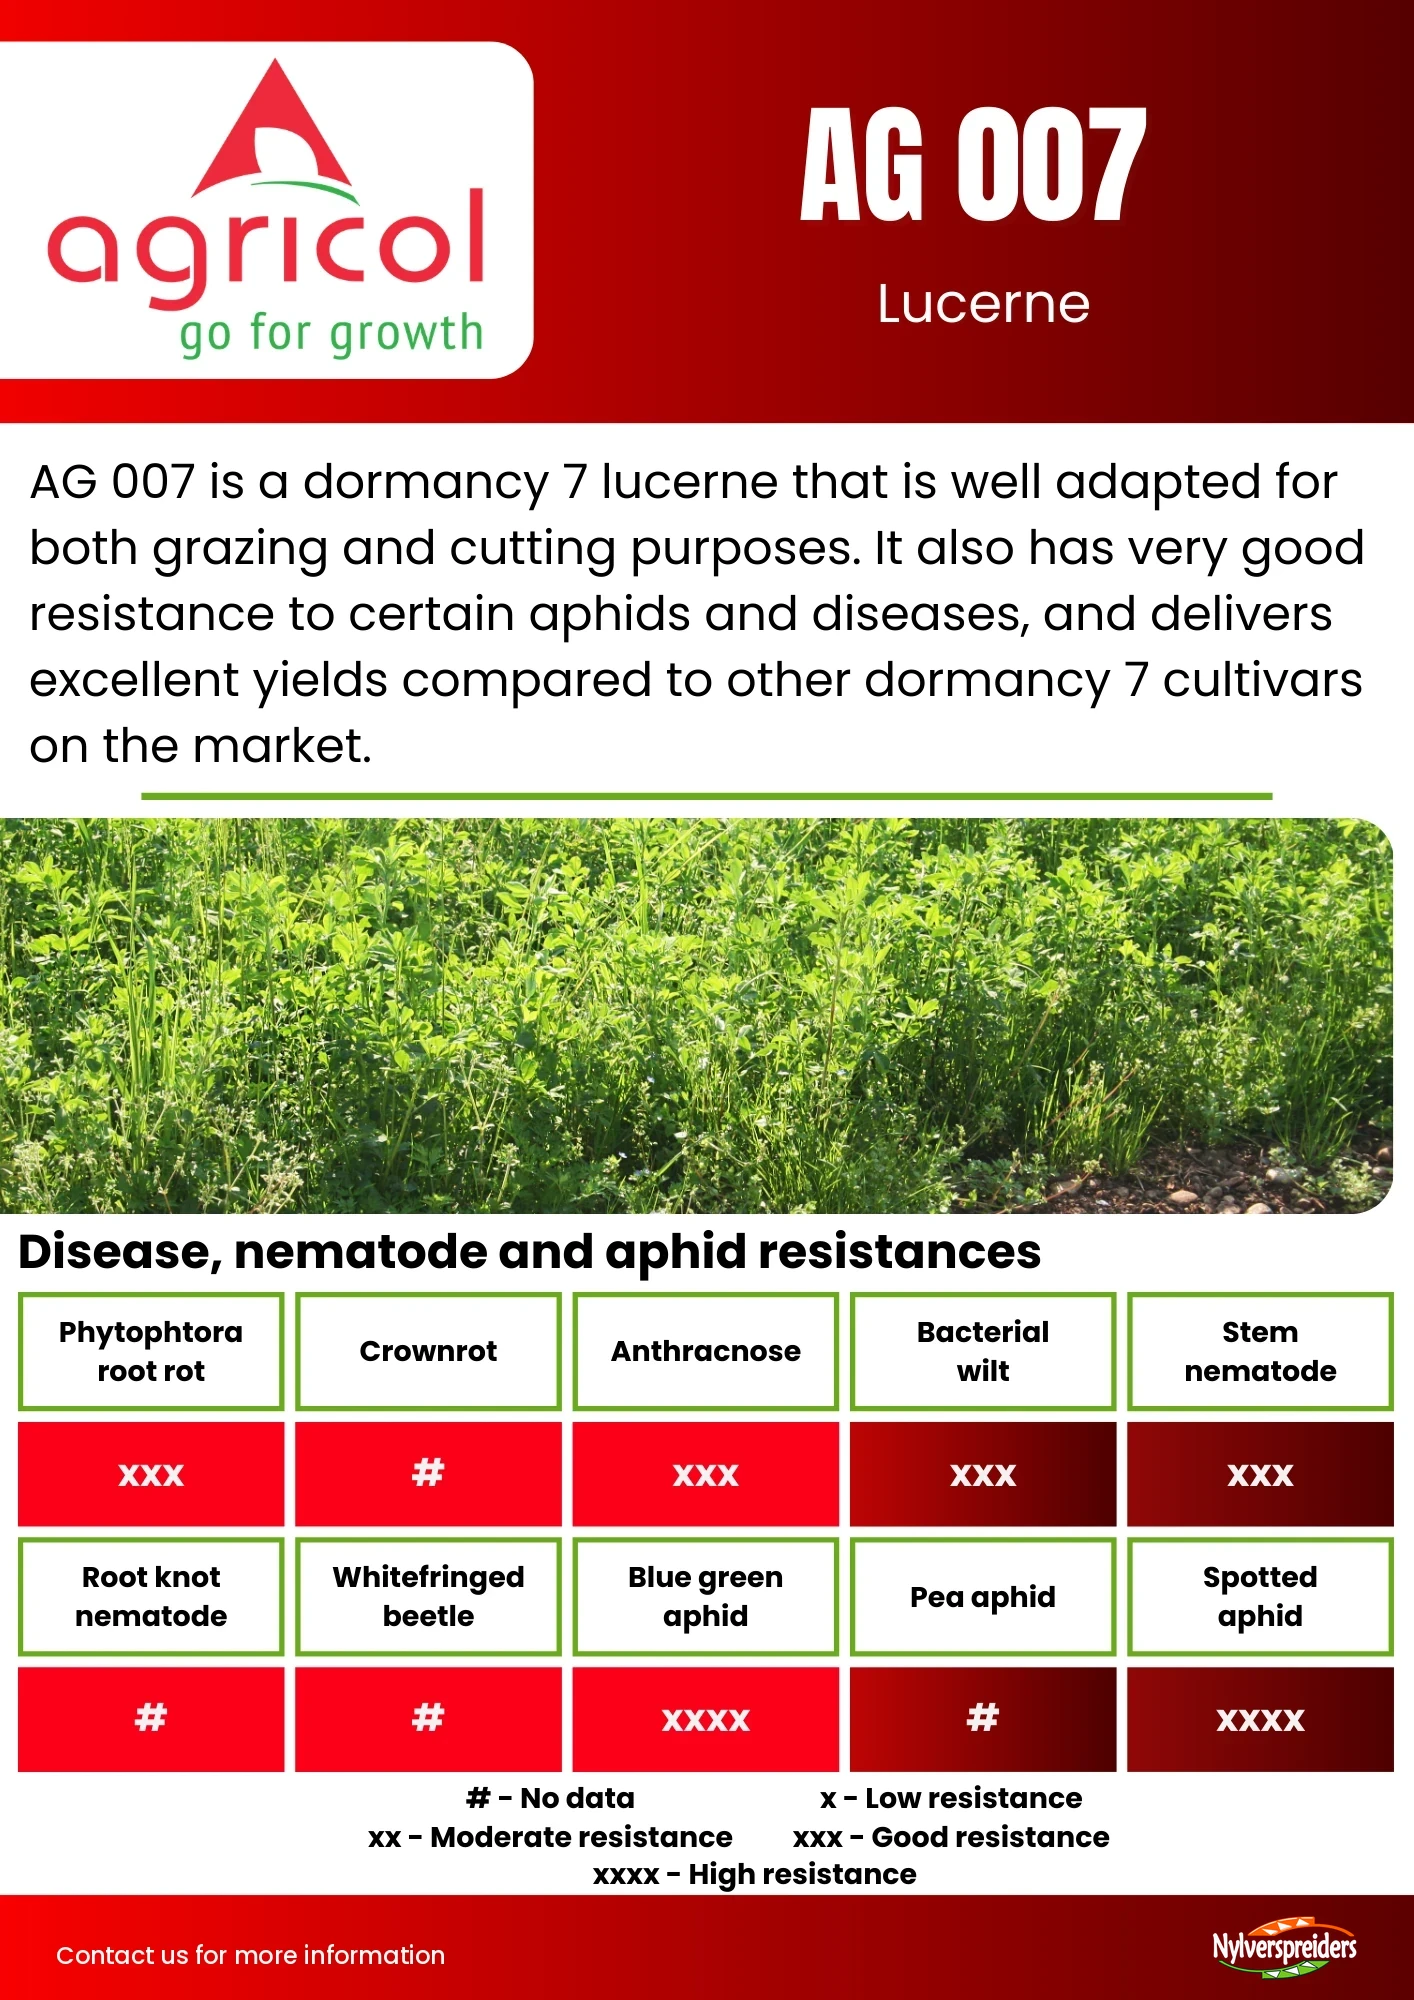 agricol
go for growth
AG 007
Lucerne
AG 007 is a dormancy 7 lucerne that is well adapted for
both grazing and cutting purposes. It also has very good
resistance to certain aphids and diseases, and delivers
excellent yields compared to other dormancy 7 cultivars
on the market.
Disease, nematode and aphid resistances
Phytophtora
root rot
Crownrot
Anthracnose
Bacterial
wilt
Stem
nematode
xxx
#
xxx
xxx
xxx
Root knot
nematode
Whitefringed
beetle
Blue green
aphid
Pea aphid
Spotted
aphid
#
#
xxxx
#
xxxx
# - No data
x - Low resistance
xx - Moderate resistance
xxx - Good resistance
xxxx - High resistance
Contact us for more information
Nylverspreiders